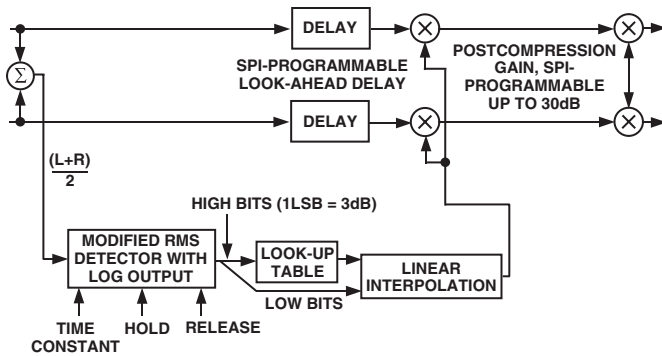 DELAY
SPI-PROGRAMMABLE
LOOK-AHEAD DELAY
POSTCOMPRESSION
GAIN, SPI-
PROGRAMMABLE
UP TO 30dB
Σ
DELAY
(L+R)
2
HIGH BITS (1LSB = 3dB)
MODIFIED RMS
DETECTOR WITH
LOG OUTPUT
LOOK-UP
TABLE
LINEAR
INTERPOLATION
LOW BITS
TIME
CONSTANT
HOLD
RELEASE